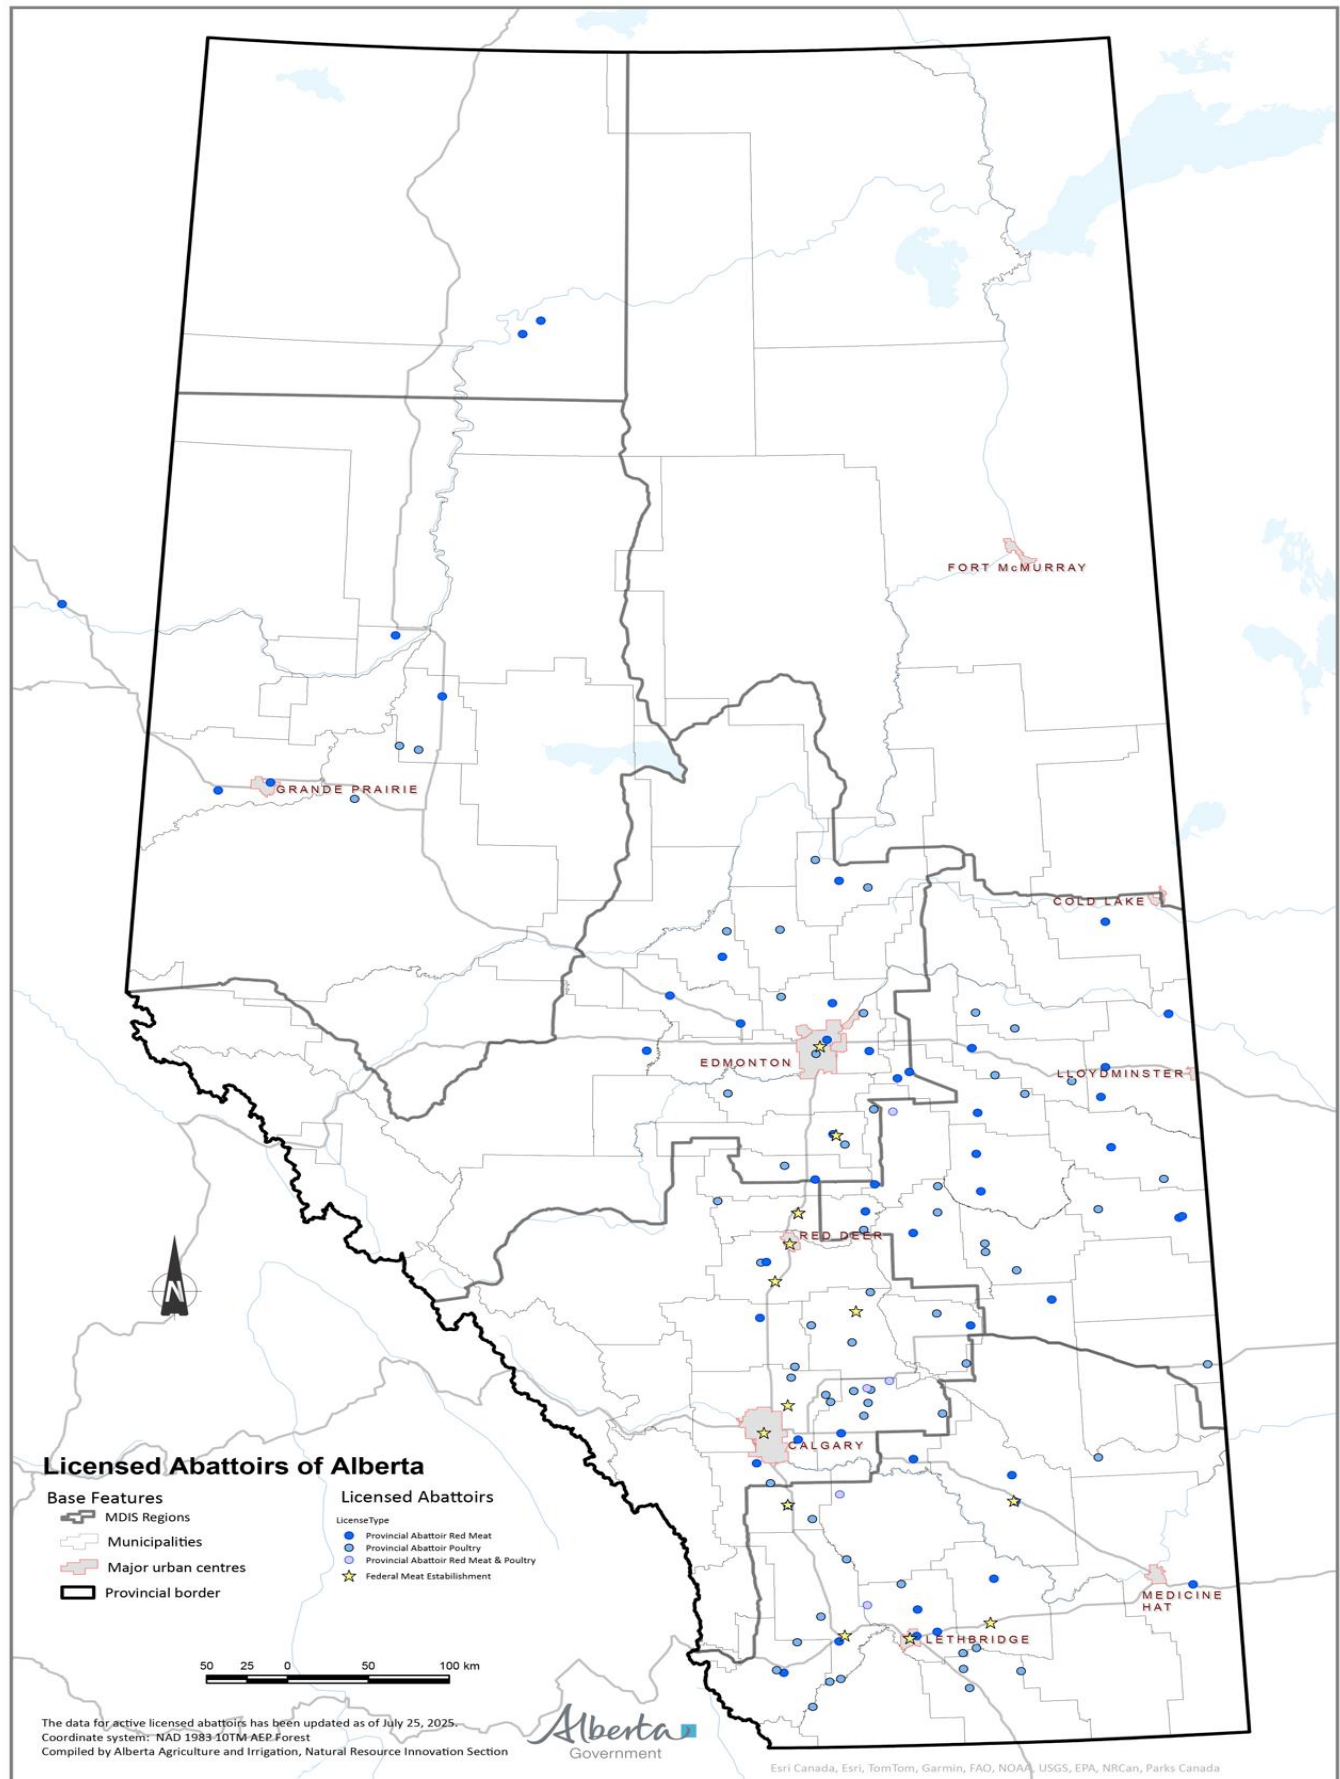 FORT McMURRAY
GRANDE PRAIRIE
COLD LAKE
EDMONTON
LLOYDMINSTER
RED DEER
CALGARY
MEDICINE
HAT
LETHBRIDGE
N
Licensed Abattoirs of Alberta
Base Features
MDIS Regions
Municipalities
Major urban centres
Provincial border
Licensed Abattoirs
LicenseType
Provincial Abattoir Red Meat
Provincial Abattoir Poultry
Provincial Abattoir Red Meat & Poultry
Federal Meat Estabilishment
50 25 0 50 100 km
The data for active licensed abattoirs has been updated as of July 25, 2025.
Coordinate system: NAD 1983 10TM AEP Forest
Compiled by Alberta Agriculture and Irrigation, Natural Resource Innovation Section
Alberta
Government
Esri Canada, Esri, TomTom, Garmin, FAO, NOAA, USGS, EPA, NRCan, Parks Canada